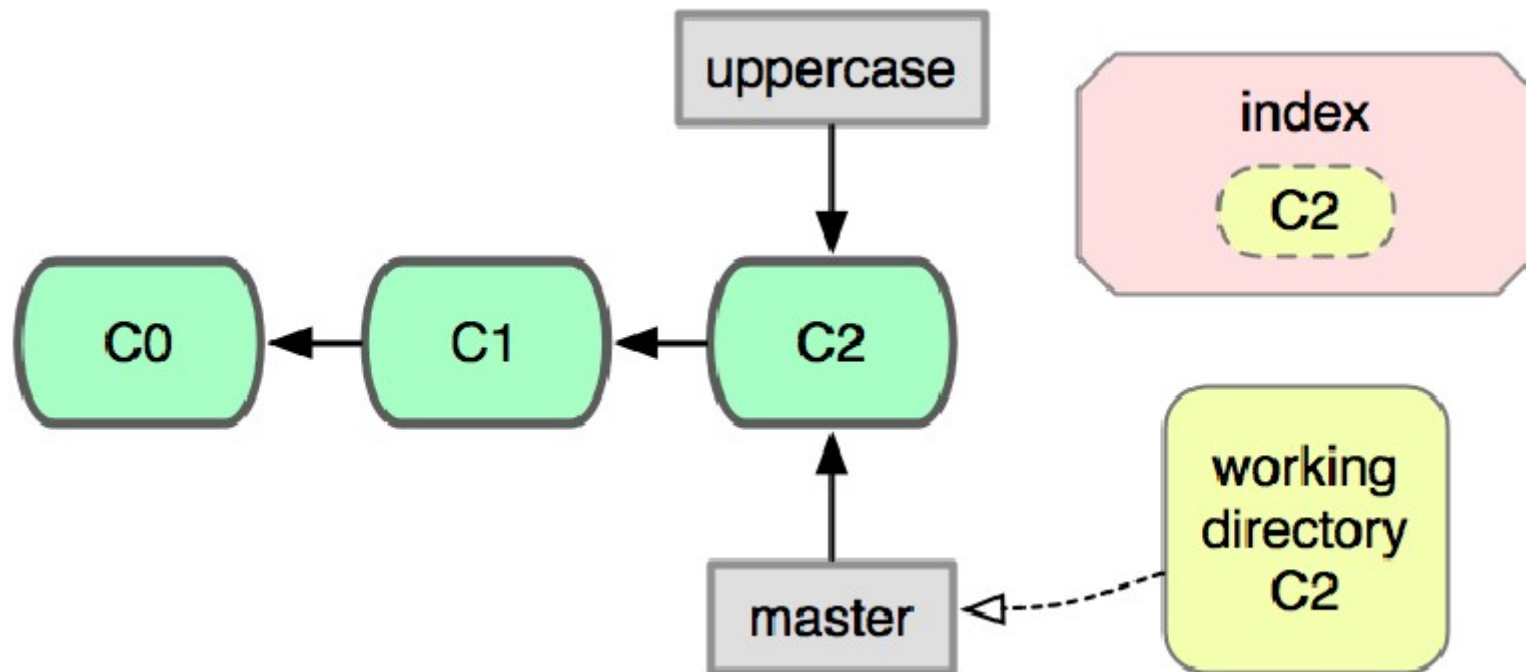 uppercase
index
C2
C0
C1
C2
working
directory
C2
master